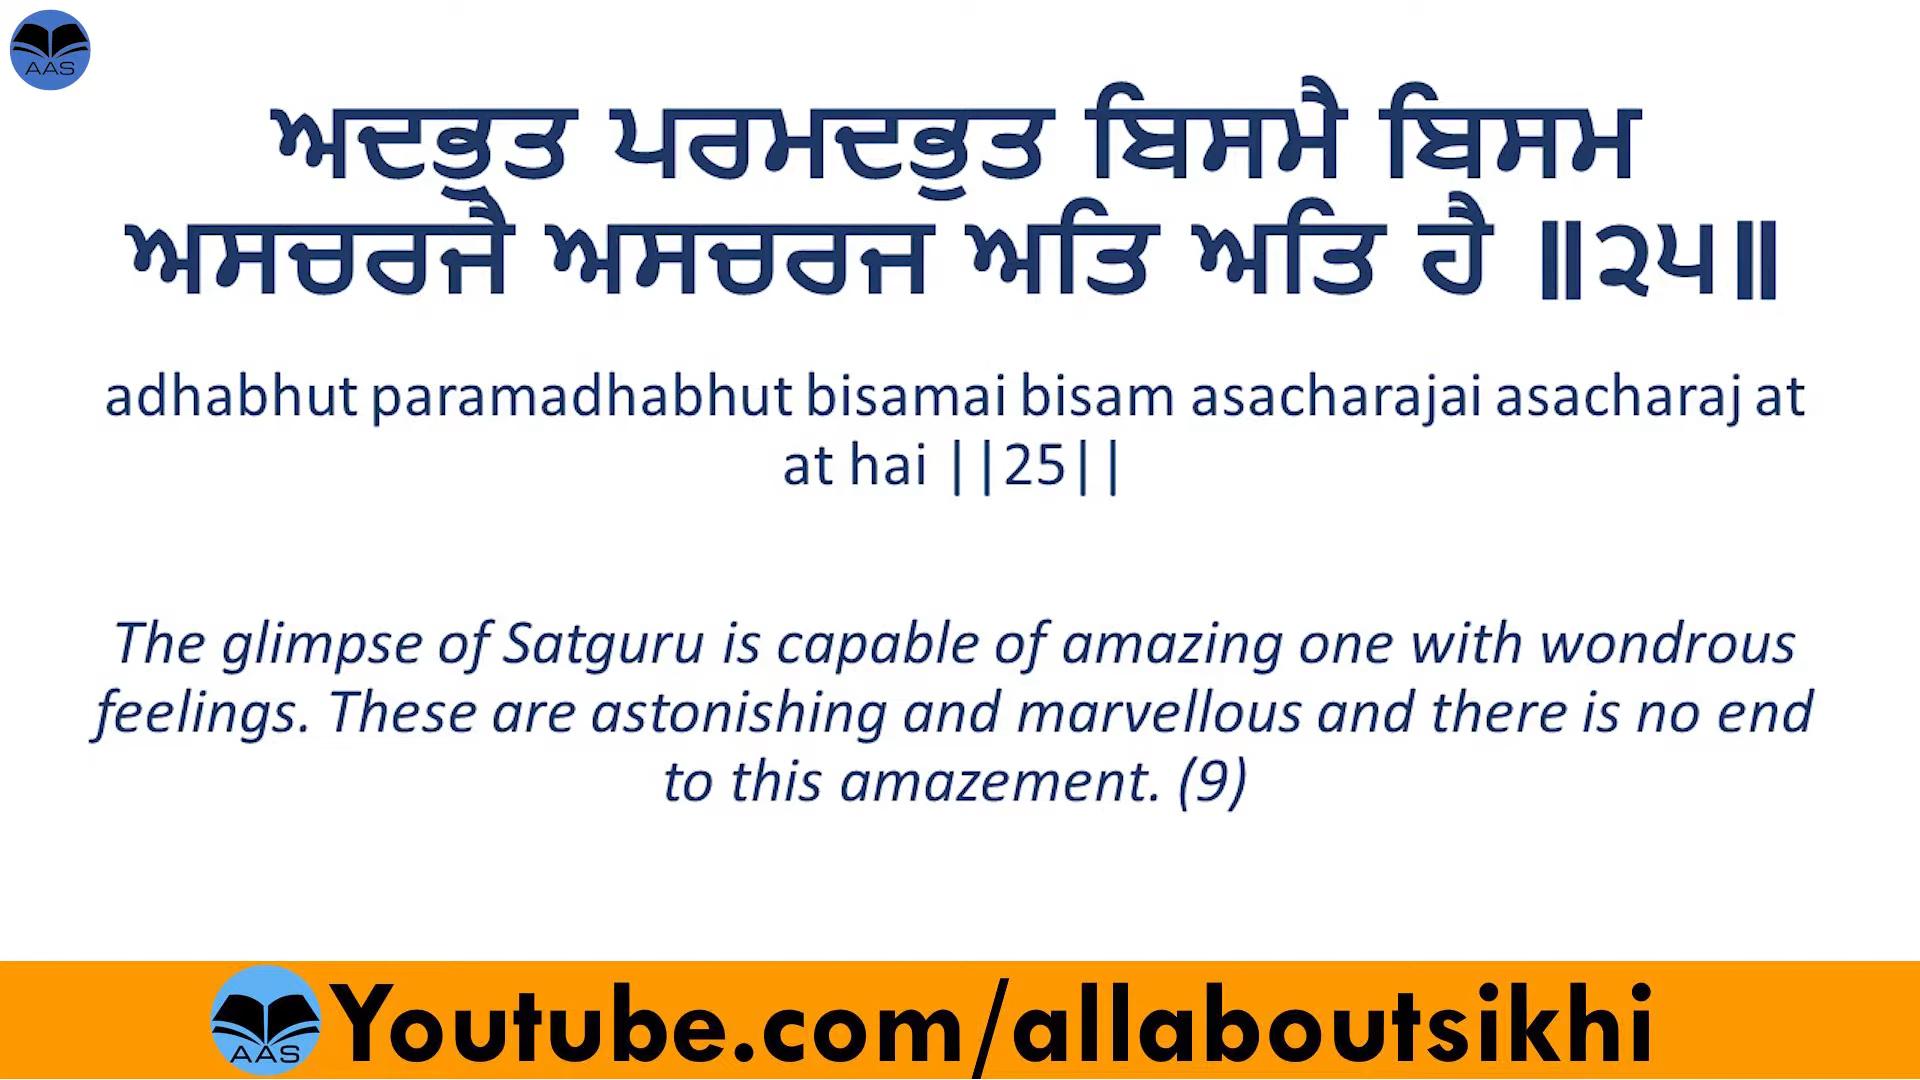 AAS
ਅਦਭੁਤ ਪਰਮਦਭੁਤ ਬਿਸਮੈ ਬਿਸਮ
ਅਸਚਰਜੈ ਅਸਚਰਜ ਅਤਿ ਅਤਿ ਹੈ ॥੨੫॥
adhabhut paramadhabhut bisamai bisam asacharajai asacharaj at
at hai ||25||
The glimpse of Satguru is capable of amazing one with wondrous
feelings. These are astonishing and marvellous and there is no end
to this amazement. (9)
AAS Youtube.com/allaboutsikhi